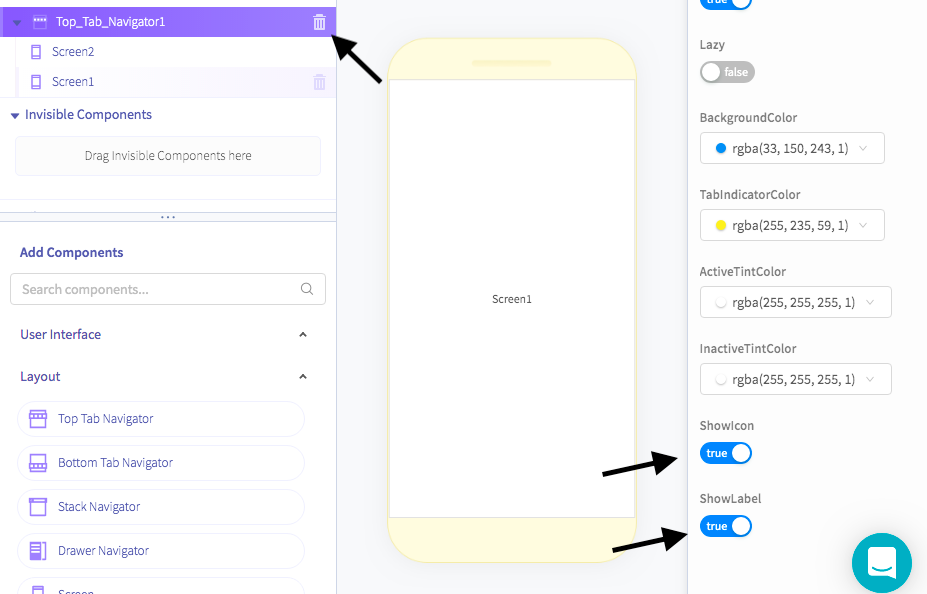 Top_Tab_Navigator1
Screen2
Screen1
Invisible Components
Drag Invisible Components here
Add Components
Search components...
User Interface
Layout
Top Tab Navigator
Bottom Tab Navigator
Stack Navigator
Drawer Navigator
Screen
Screen1
true
Lazy
false
BackgroundColor
rgba(33, 150, 243, 1)
TabIndicatorColor
rgba(255, 235, 59, 1)
ActiveTintColor
rgba(255, 255, 255, 1)
InactiveTintColor
rgba(255, 255, 255, 1)
ShowIcon
true
ShowLabel
true